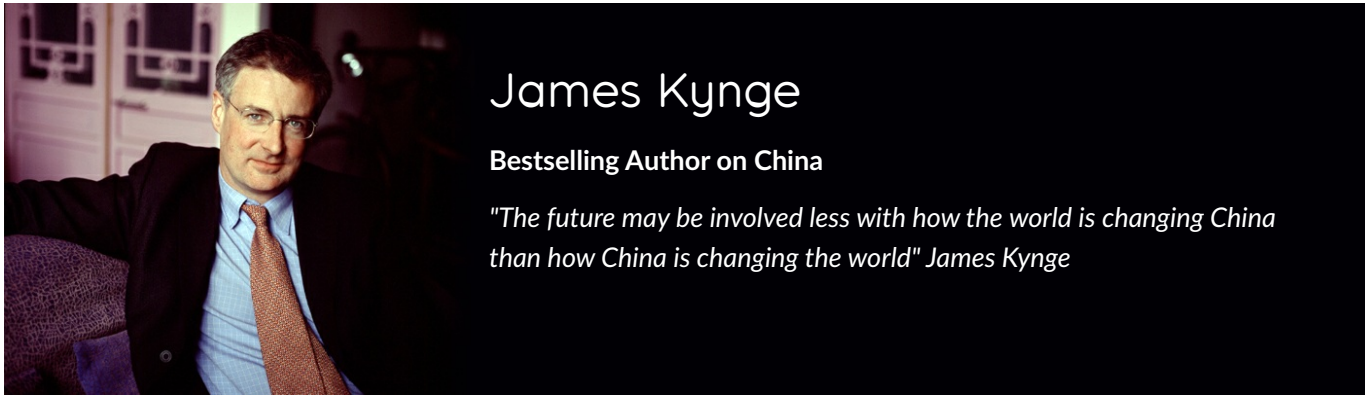 James Kynge
Bestselling Author on China
"The future may be involved less with how the world is changing China
than how China is changing the world" James Kynge